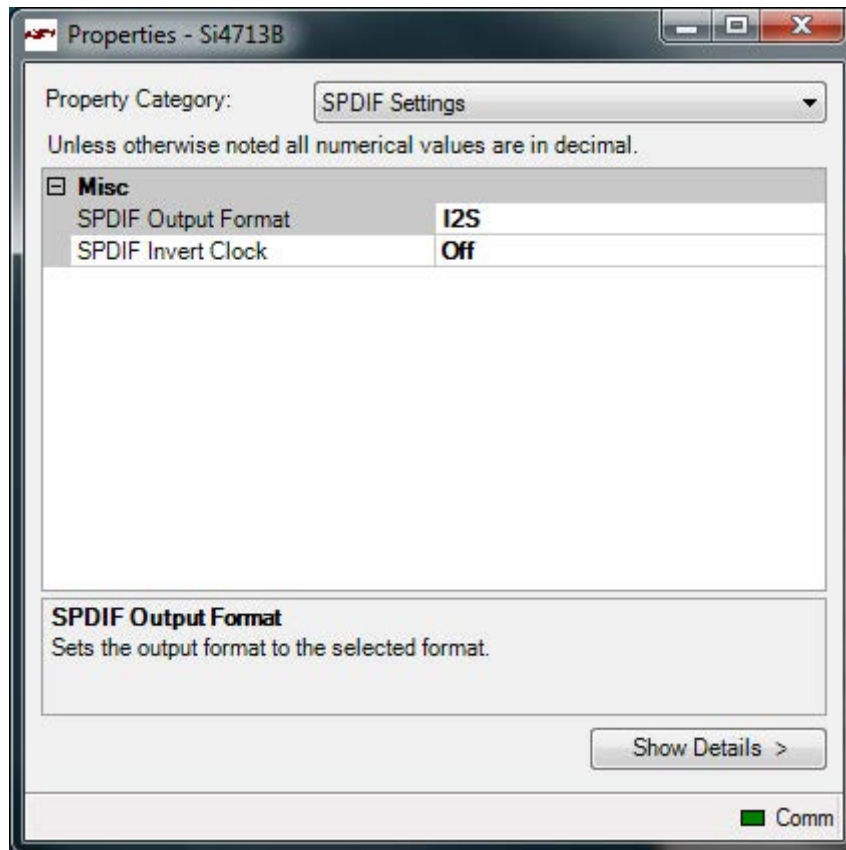 Properties - Si4713B
Property Category: SPDIF Settings
Unless otherwise noted all numerical values are in decimal.
Misc
SPDIF Output Format I2S
SPDIF Invert Clock Off
SPDIF Output Format
Sets the output format to the selected format.
Show Details >
Comm